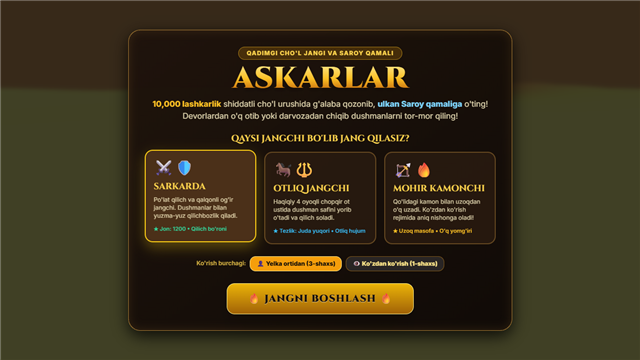 QADIMGI CHO'L JANGI VA SAROY QAMALI
ASKARLAR
10,000 lashkarlik shiddatli cho'l urushida g'alaba qozonib, ulkan Saroy qamaliga o'ting!
Devorlardan o'q otib yoki darvozadan chiqib dushmanlarni tor-mor qiling!
QAYSI JANGCHI BO'LIB JANG QILASIZ?
SARKARDA
Po'lat qilich va qalqonli og'ir
jangchi. Dushmanlar bilan
yuzma-yuz qilichbozlik qiladi.
★ Jon: 1200 • Qilich bo'roni
OTLIQ JANGCHI
Haqiqiy 4 oyoqli chopqir ot
ustida dushman safini yorib
o'tadi va qilich soladi.
★ Tezlik: Juda yuqori • Otliq hujum
MOHIR KAMONCHI
Qo'lidagi kamon bilan uzoqdan
o'q uzadi. Ko'zdan ko'rish
rejimida aniq nishonga oladi!
★ Uzoq masofa • O'q yomg'iri
Ko'rish burchagi:
Yelka ortidan (3-shaxs)
Ko'zdan ko'rish (1-shaxs)
JANGNI BOSHLASH